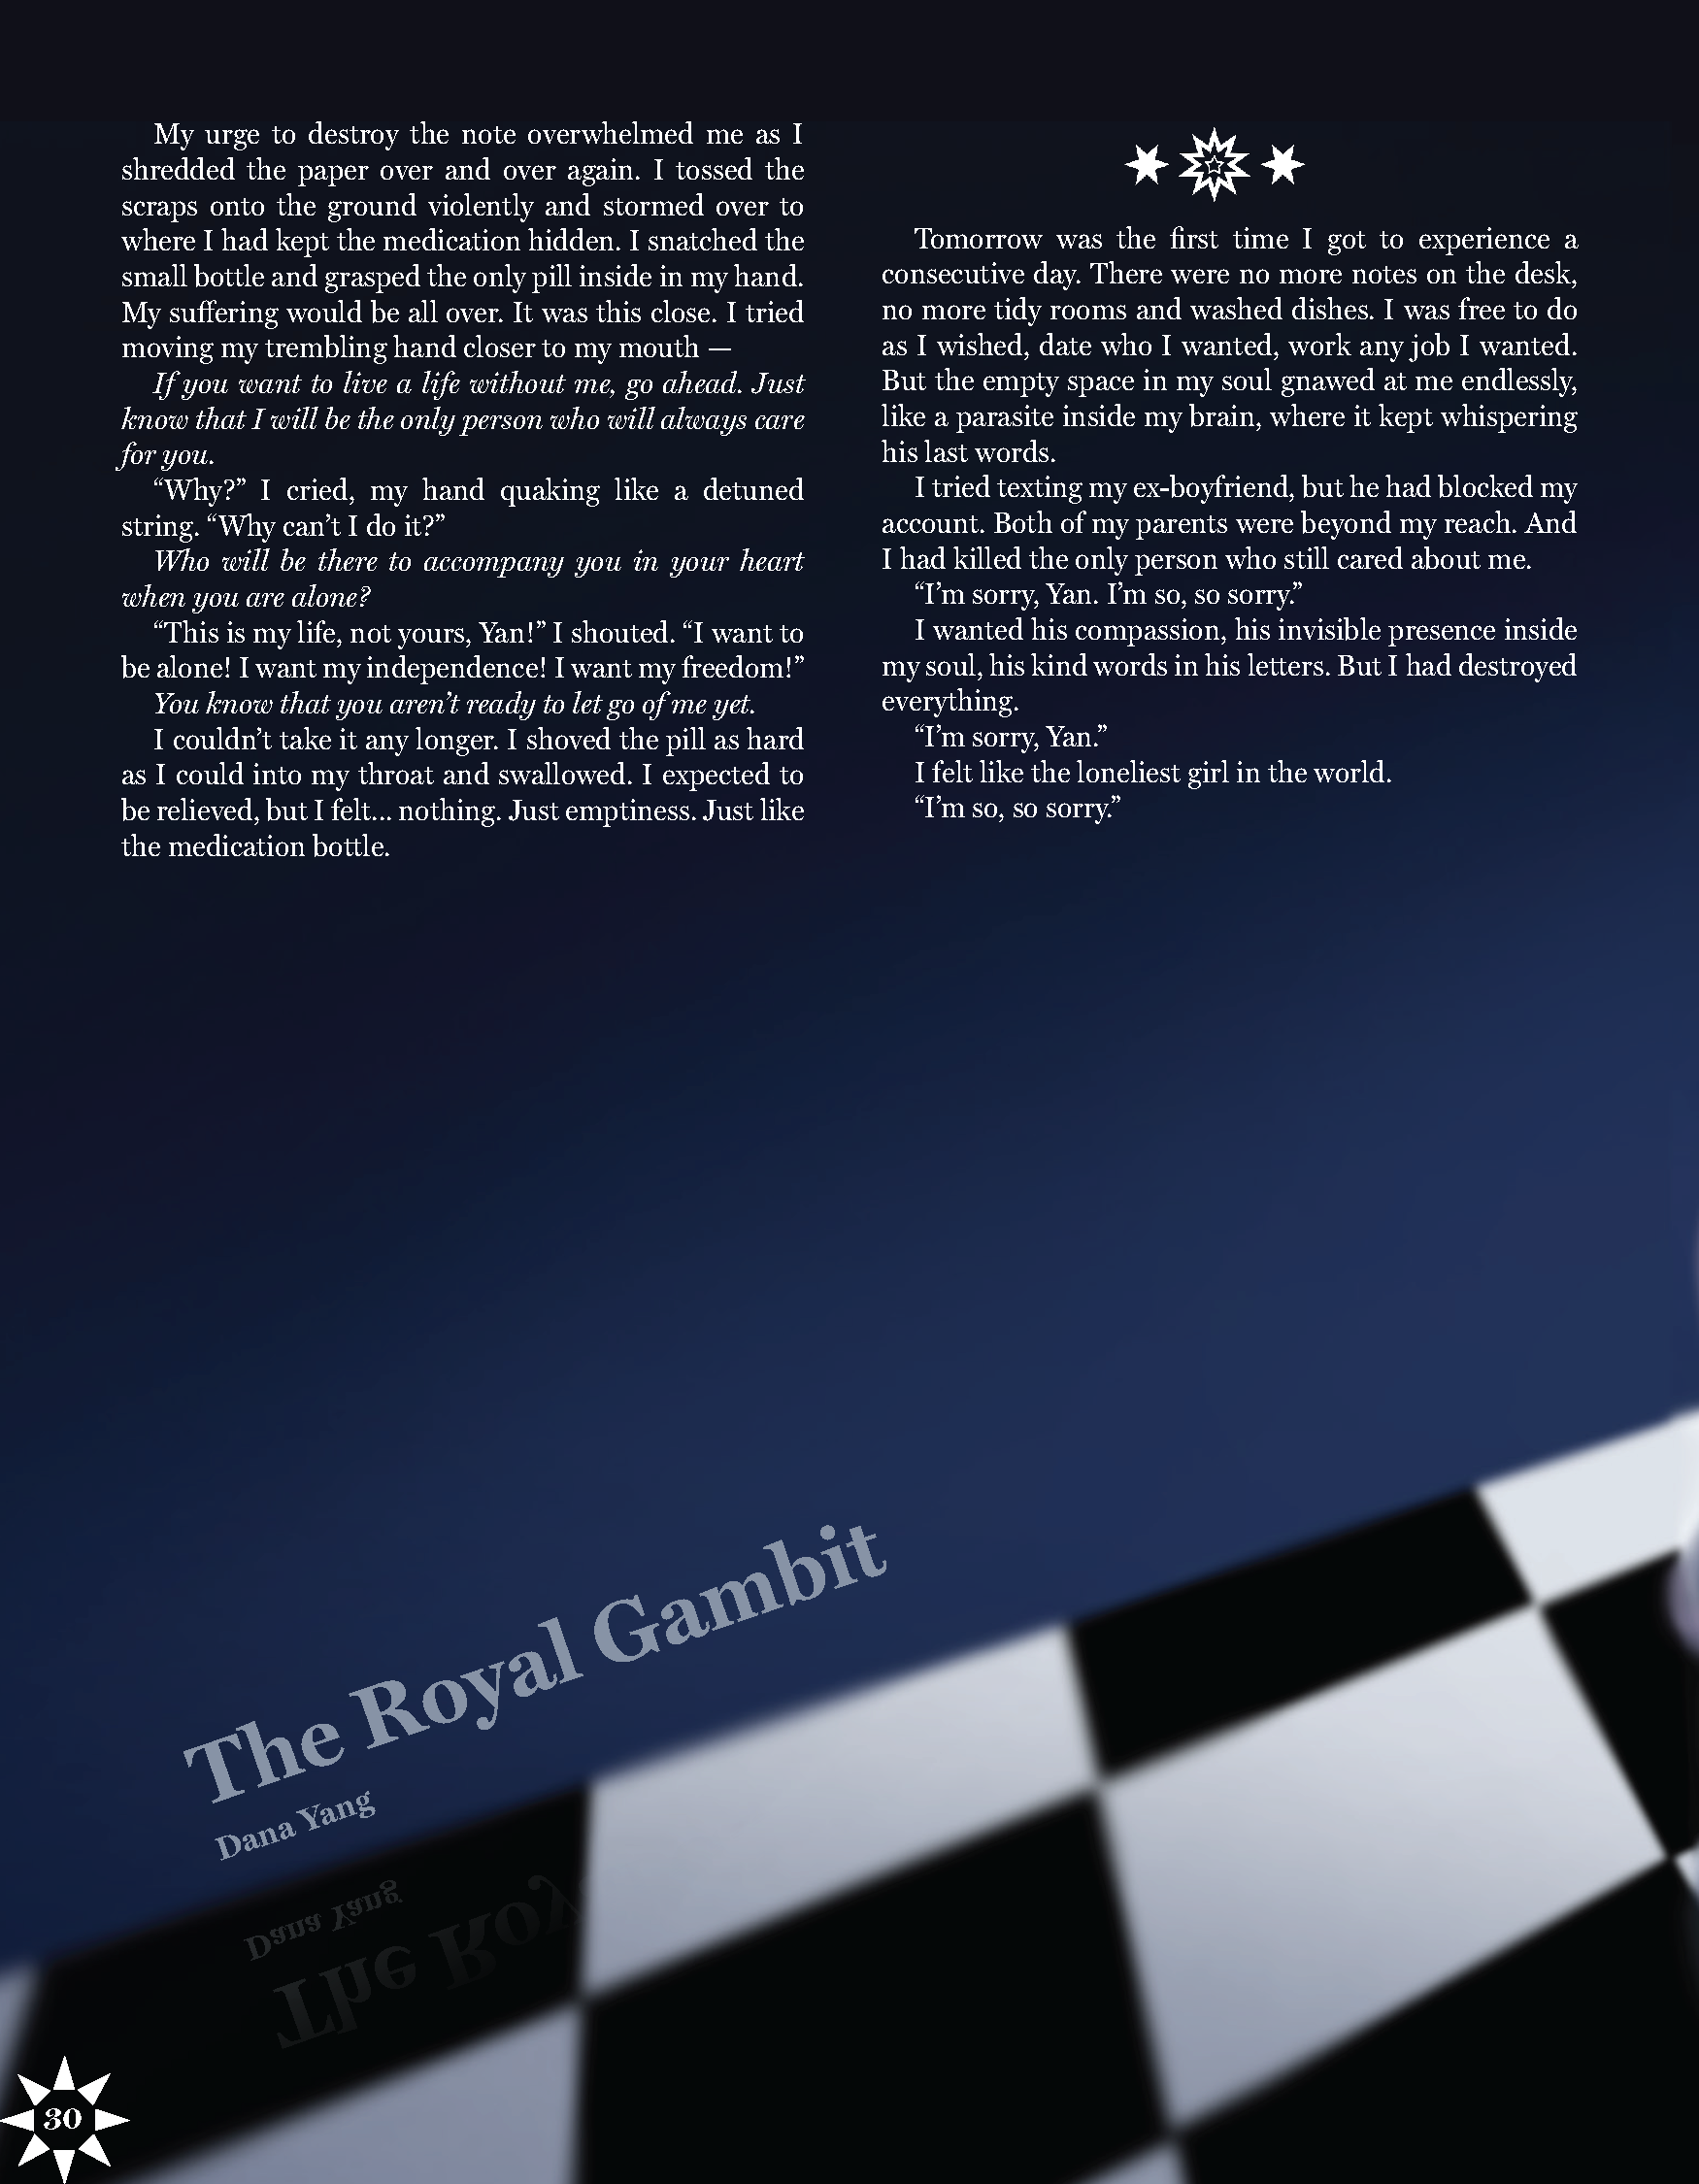 My urge to destroy the note overwhelmed me as I
shredded the paper over and over again. I tossed the
scraps onto the ground violently and stormed over to
where I had kept the medication hidden. I snatched the
small bottle and grasped the only pill inside in my hand.
My suffering would be all over. It was this close. I tried
moving my trembling hand closer to my mouth —
If you want to live a life without me, go ahead. Just
know that I will be the only person who will always care
for you.
“Why?” I cried, my hand quaking like a detuned
string. “Why can’t I do it?”
Who will be there to accompany you in your heart
when you are alone?
“This is my life, not yours, Yan!” I shouted. “I want to
be alone! I want my independence! I want my freedom!”
You know that you aren’t ready to let go of me yet.
I couldn’t take it any longer. I shoved the pill as hard
as I could into my throat and swallowed. I expected to
be relieved, but I felt... nothing. Just emptiness. Just like
the medication bottle.
Tomorrow was the first time I got to experience a
consecutive day. There were no more notes on the desk,
no more tidy rooms and washed dishes. I was free to do
as I wished, date who I wanted, work any job I wanted.
But the empty space in my soul gnawed at me endlessly,
like a parasite inside my brain, where it kept whispering
his last words.
I tried texting my ex-boyfriend, but he had blocked my
account. Both of my parents were beyond my reach. And
I had killed the only person who still cared about me.
“I’m sorry, Yan. I’m so, so sorry.”
I wanted his compassion, his invisible presence inside
my soul, his kind words in his letters. But I had destroyed
everything.
“I’m sorry, Yan.”
I felt like the loneliest girl in the world.
“I’m so, so sorry.”
The Royal Gambit
Dana Yang
Dana Yang
The Roy
30